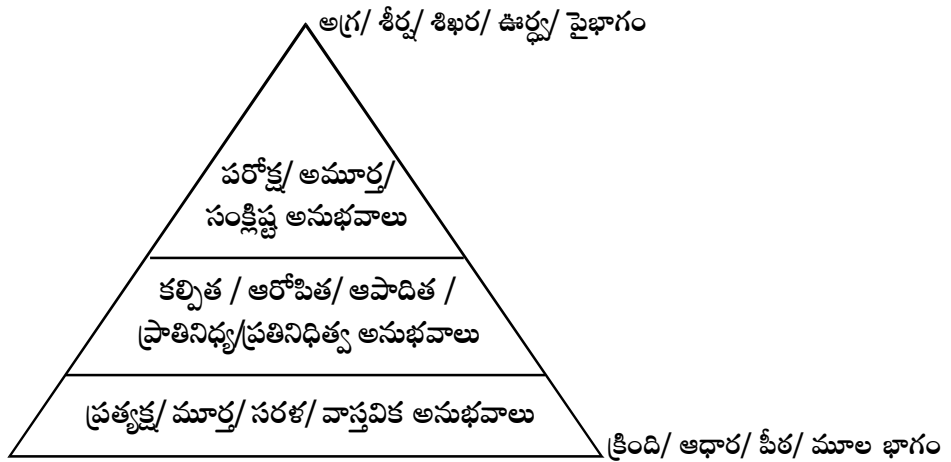 అగ్ర/ శీర్ష/ శిఖర/ ఊర్ధ్వ/ పైభాగం
పరోక్ష/ అమూర్త/
సంక్లిష్ట అనుభవాలు
కల్పిత / ఆరోపిత/ ఆపాదిత /
ప్రాతినిధ్య/ప్రతినిధిత్వ అనుభవాలు
ప్రత్యక్ష/ మూర్త/ సరళ/ వాస్తవిక అనుభవాలు
క్రింది/ ఆధార/ పీఠ/ మూల భాగం